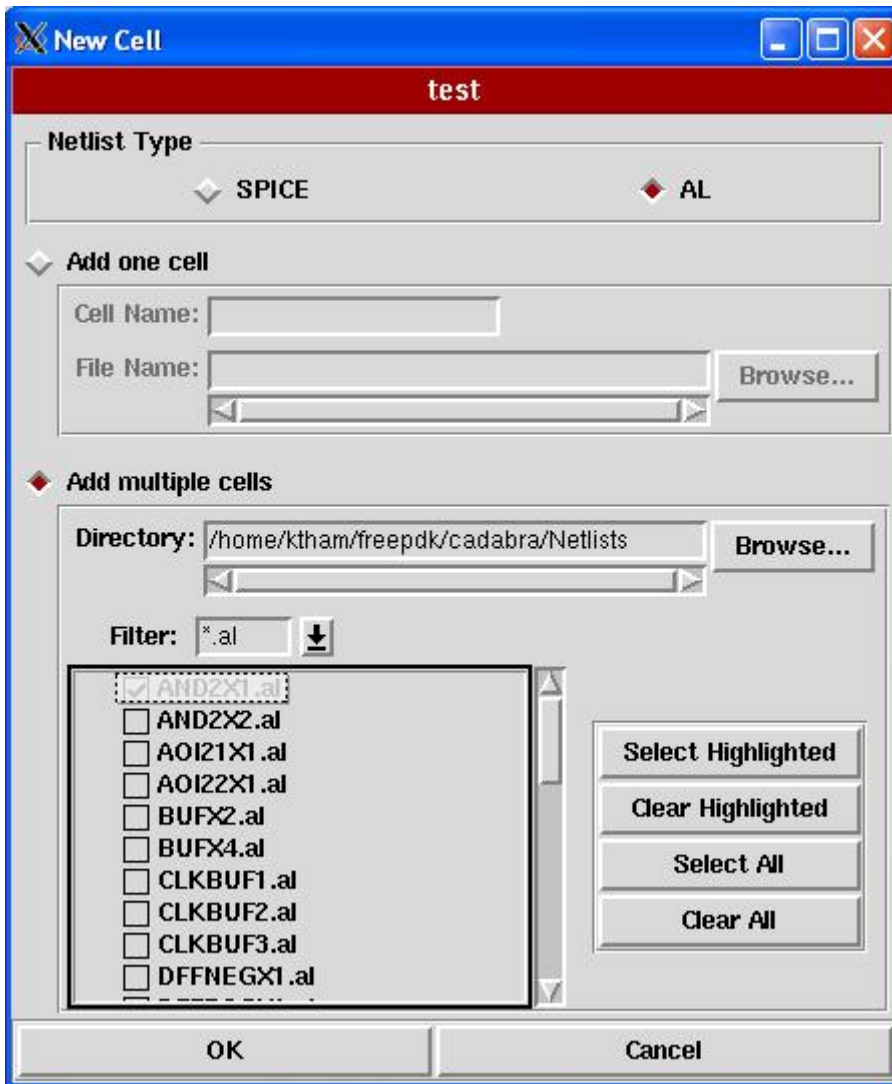 New Cell
test
Netlist Type
SPICE AL
Add one cell
Cell Name:
File Name: Browse...
Add multiple cells
Directory: /home/ktham/freepdk/cadabra/Netlists Browse...
Filter: *.al
AND2X1.al
AND2X2.al
AOI21X1.al
AOI22X1.al
BUFX2.al
BUFX4.al
CLKBUF1.al
CLKBUF2.al
CLKBUF3.al
DFFNEGX1.al
Select Highlighted
Clear Highlighted
Select All
Clear All
OK Cancel